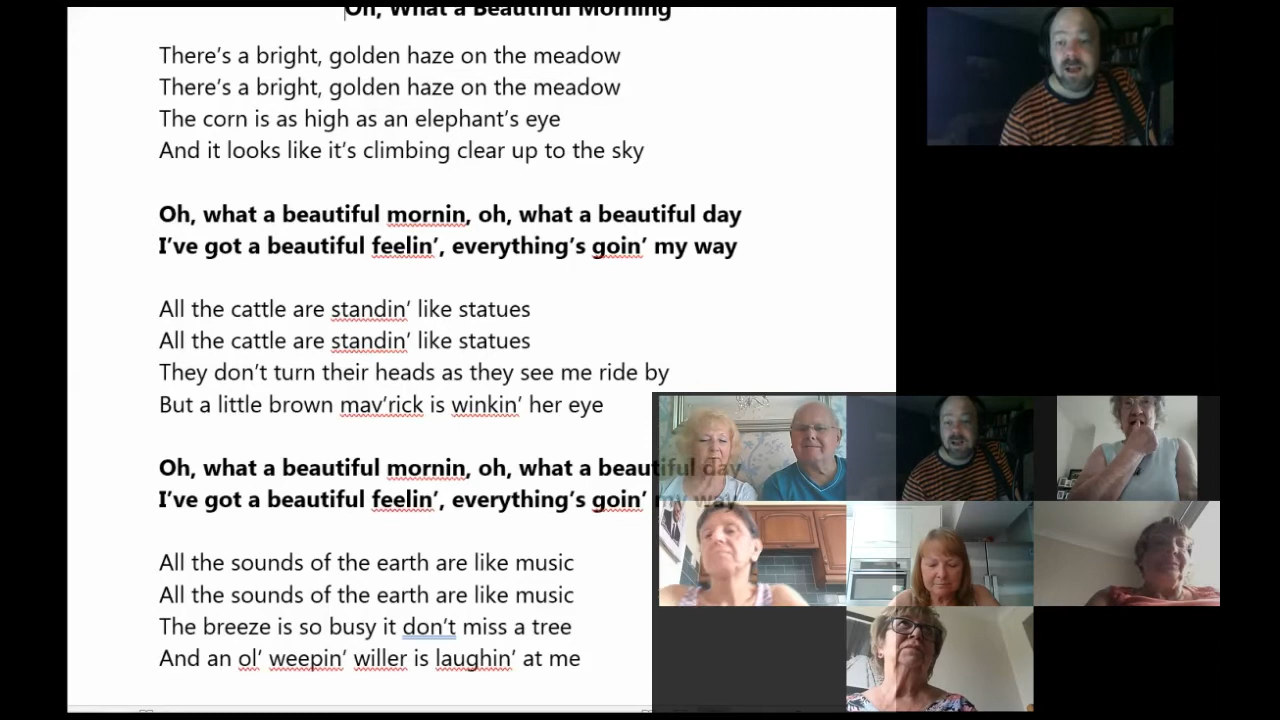 Oh, What a Beautiful Morning
There's a bright, golden haze on the meadow
There's a bright, golden haze on the meadow
The corn is as high as an elephant's eye
And it looks like it's climbing clear up to the sky
Oh, what a beautiful mornin, oh, what a beautiful day
I've got a beautiful feelin', everything's goin' my way
All the cattle are standin' like statues
All the cattle are standin' like statues
They don't turn their heads as they see me ride by
But a little brown mav'rick is winkin' her eye
Oh, what a beautiful mornin, oh, what a beautiful day
I've got a beautiful feelin', everything's goin' my way
All the sounds of the earth are like music
All the sounds of the earth are like music
The breeze is so busy it don't miss a tree
And an ol' weepin' willer is laughin' at me